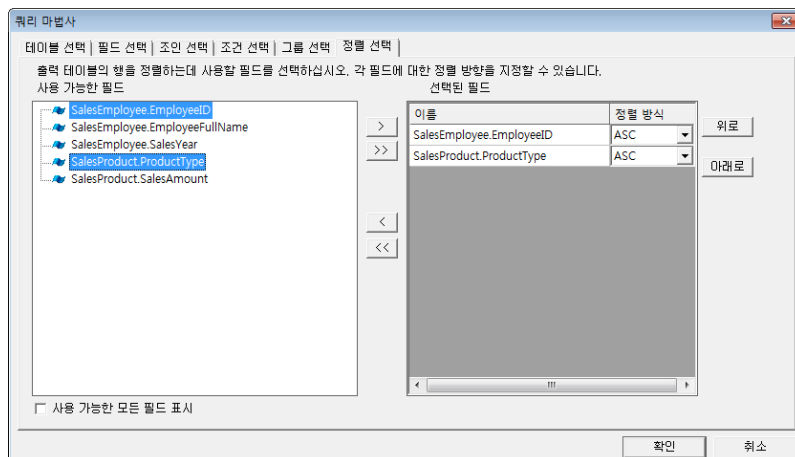 쿼리 마법사
테이블 선택 필드 선택 조인 선택 조건 선택 그룹 선택 정렬 선택
출력 테이블의 행을 정렬하는데 사용할 필드를 선택하십시오. 각 필드에 대한 정렬 방향을 지정할 수 있습니다.
사용 가능한 필드 선택된 필드
SalesEmployee.EmployeeID
SalesEmployee.EmployeeFullName
SalesEmployee.SalesYear
SalesProduct.ProductType
SalesProduct.SalesAmount
>
>>
<
<<
이름 정렬 방식
SalesEmployee.EmployeeID ASC
SalesProduct.ProductType ASC
위로
아래로
사용 가능한 모든 필드 표시
확인 취소